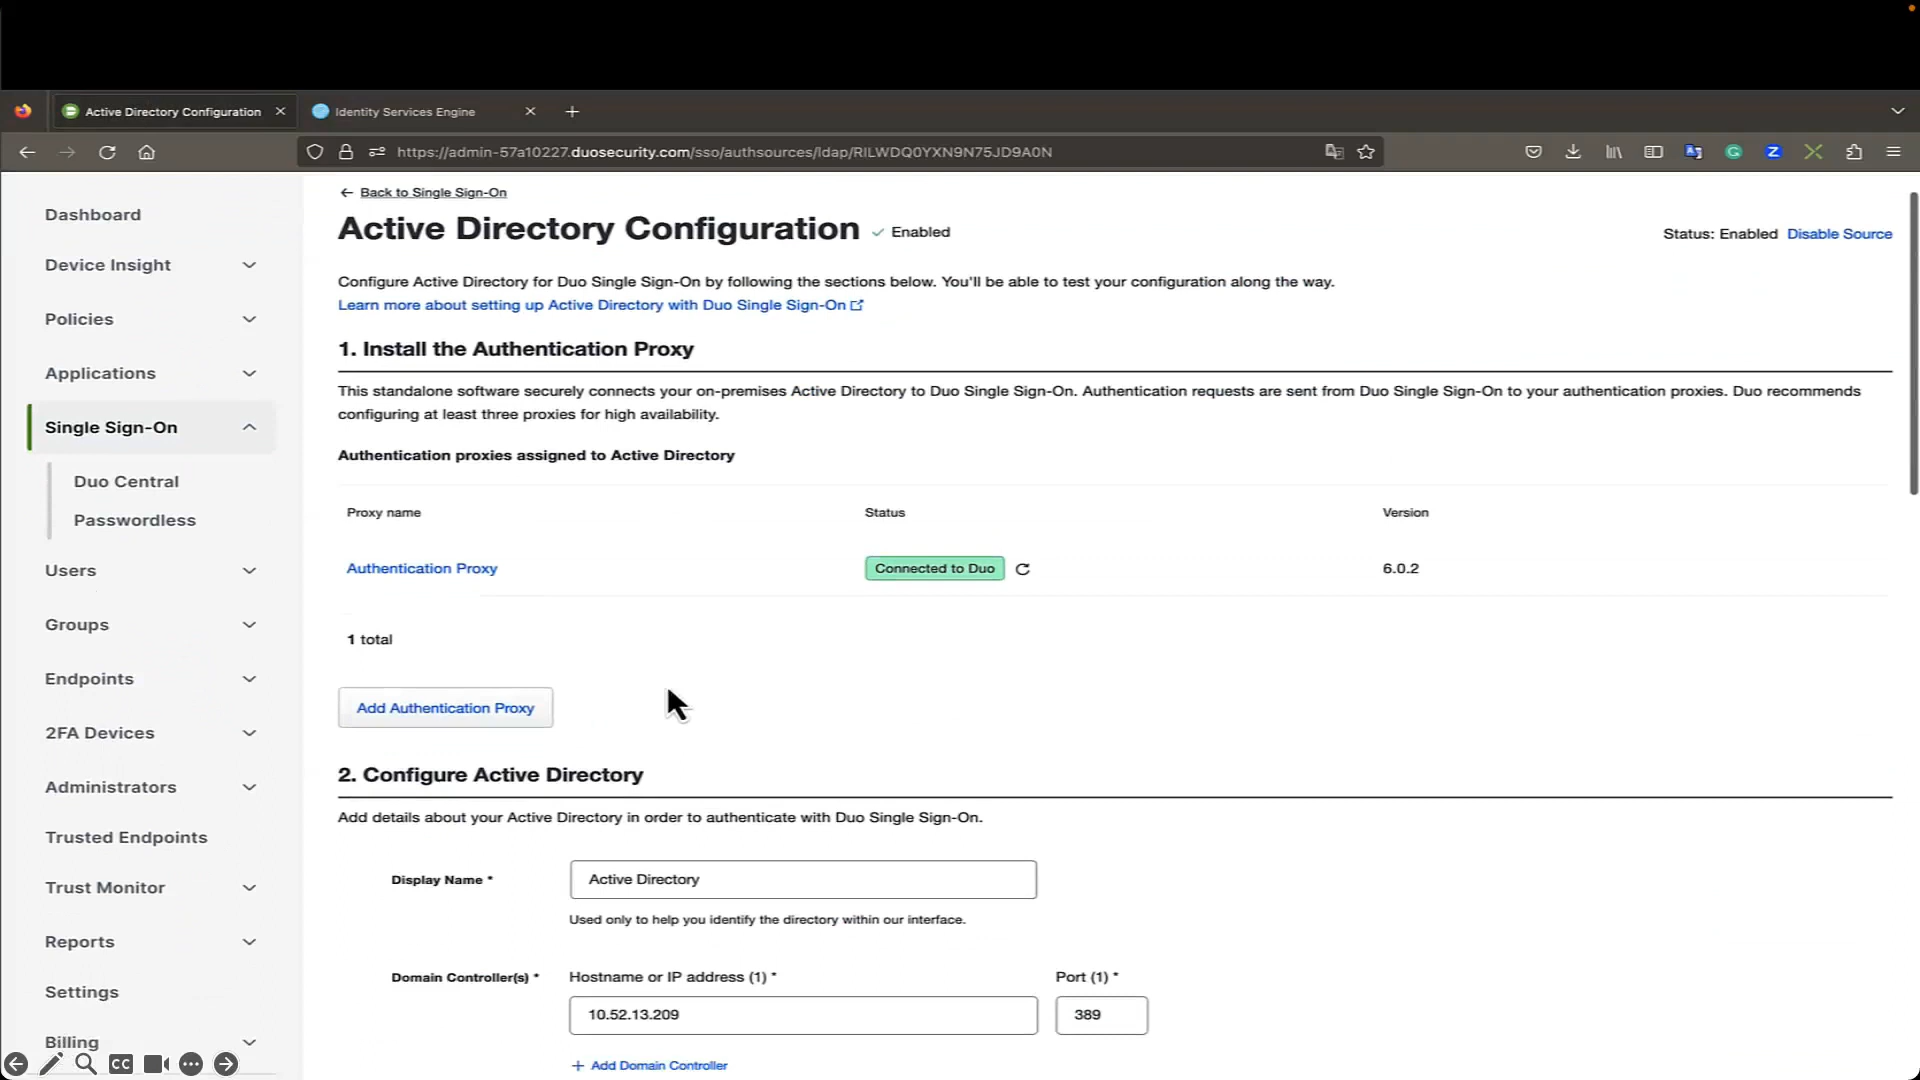 Active Directory Configuration
Identity Services Engine
https://admin-57a10227.duosecurity.com/sso/authsources/ldap/RILWDQ0YXN9N75JD9A0N
Dashboard
Device Insight
Policies
Applications
Single Sign-On
Duo Central
Passwordless
Users
Groups
Endpoints
2FA Devices
Administrators
Trusted Endpoints
Trust Monitor
Reports
Settings
Billing
CC
Back to Single Sign-On
Active Directory Configuration
Enabled
Status: Enabled Disable Source
Configure Active Directory for Duo Single Sign-On by following the sections below. You'll be able to test your configuration along the way.
Learn more about setting up Active Directory with Duo Single Sign-On
1. Install the Authentication Proxy
This standalone software securely connects your on-premises Active Directory to Duo Single Sign-On. Authentication requests are sent from Duo Single Sign-On to your authentication proxies. Duo recommends
configuring at least three proxies for high availability.
Authentication proxies assigned to Active Directory
Proxy name Status Version
Authentication Proxy Connected to Duo 6.0.2
1 total
Add Authentication Proxy
2. Configure Active Directory
Add details about your Active Directory in order to authenticate with Duo Single Sign-On.
Display Name *
Active Directory
Used only to help you identify the directory within our interface.
Domain Controller(s) *
Hostname or IP address (1) * Port (1) *
10.52.13.209 389
+ Add Domain Controller